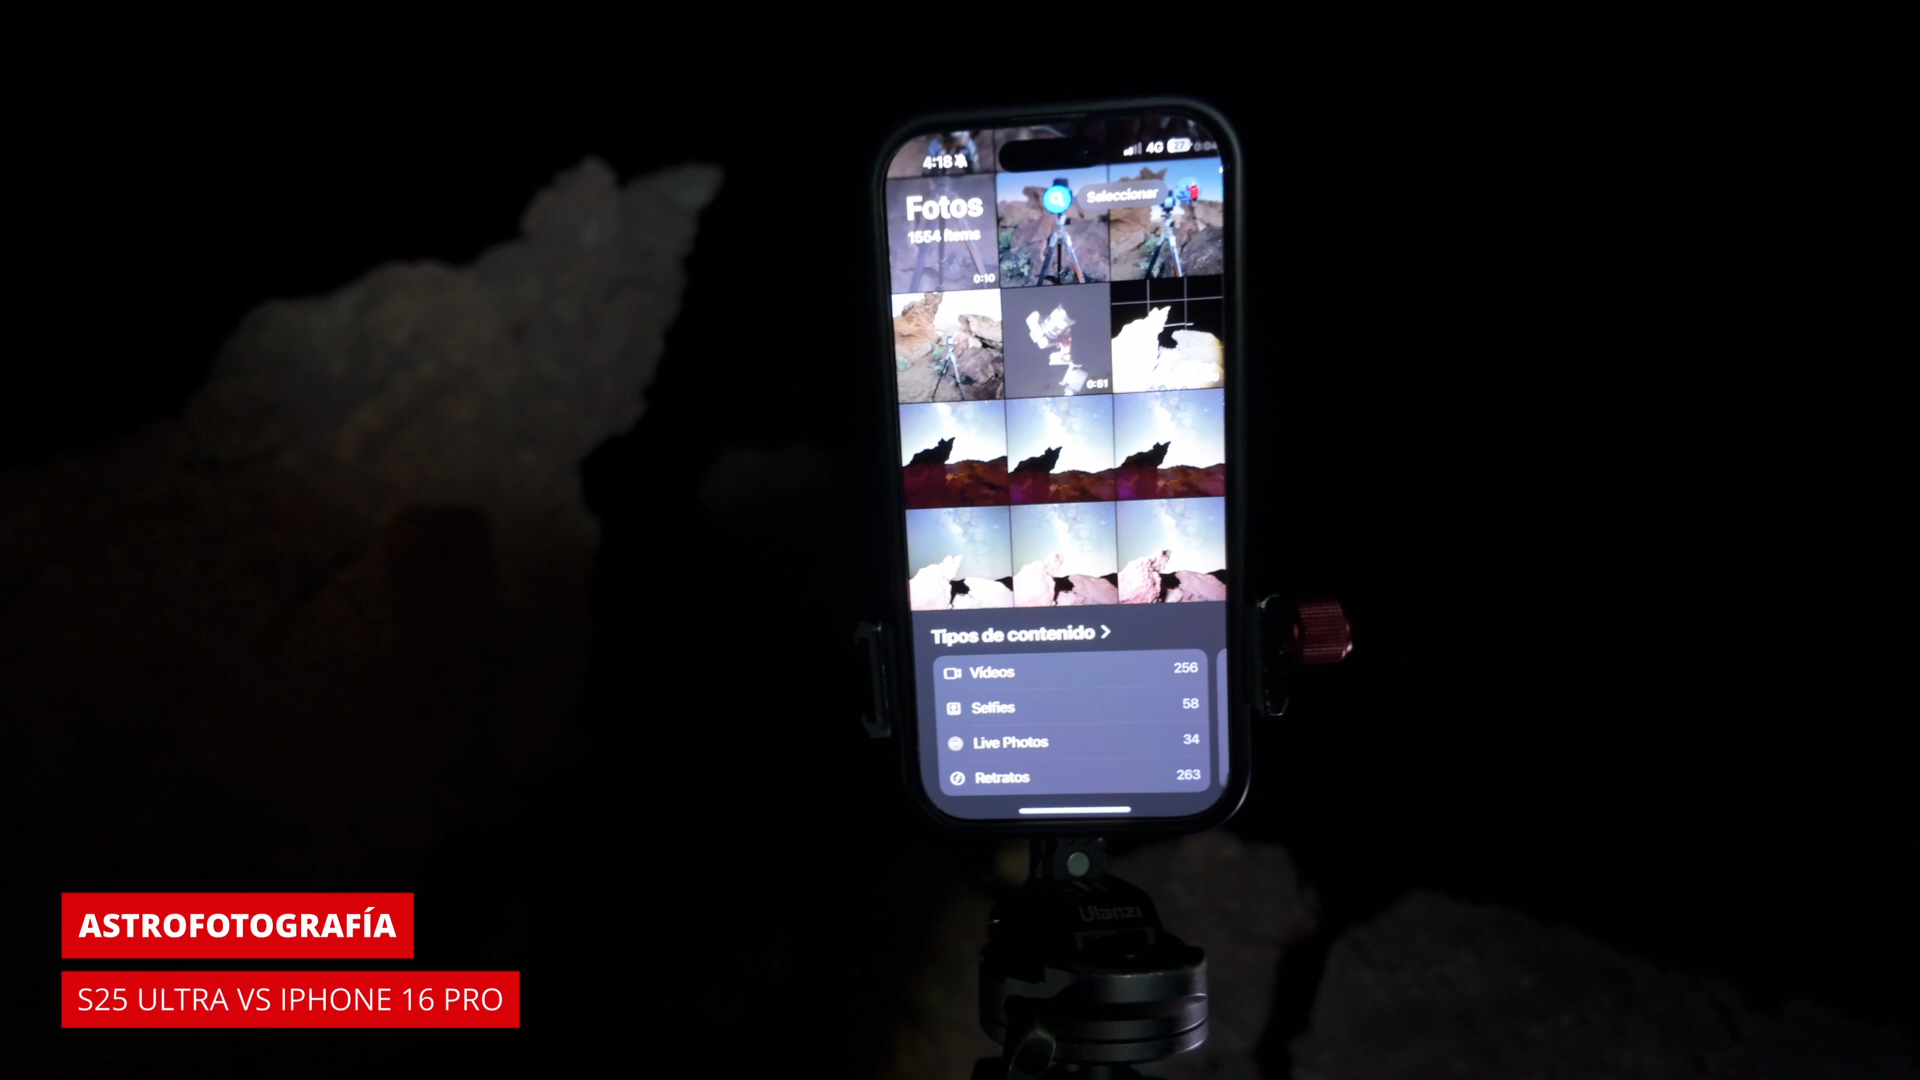 4:18
4G 27
Fotos
Seleccionar
1554 ítems
0:10
0:51
Tipos de contenido >
Vídeos 256
Selfies 58
Live Photos 34
Retratos 263
Ulanzi
ASTROFOTOGRAFÍA
S25 ULTRA VS IPHONE 16 PRO